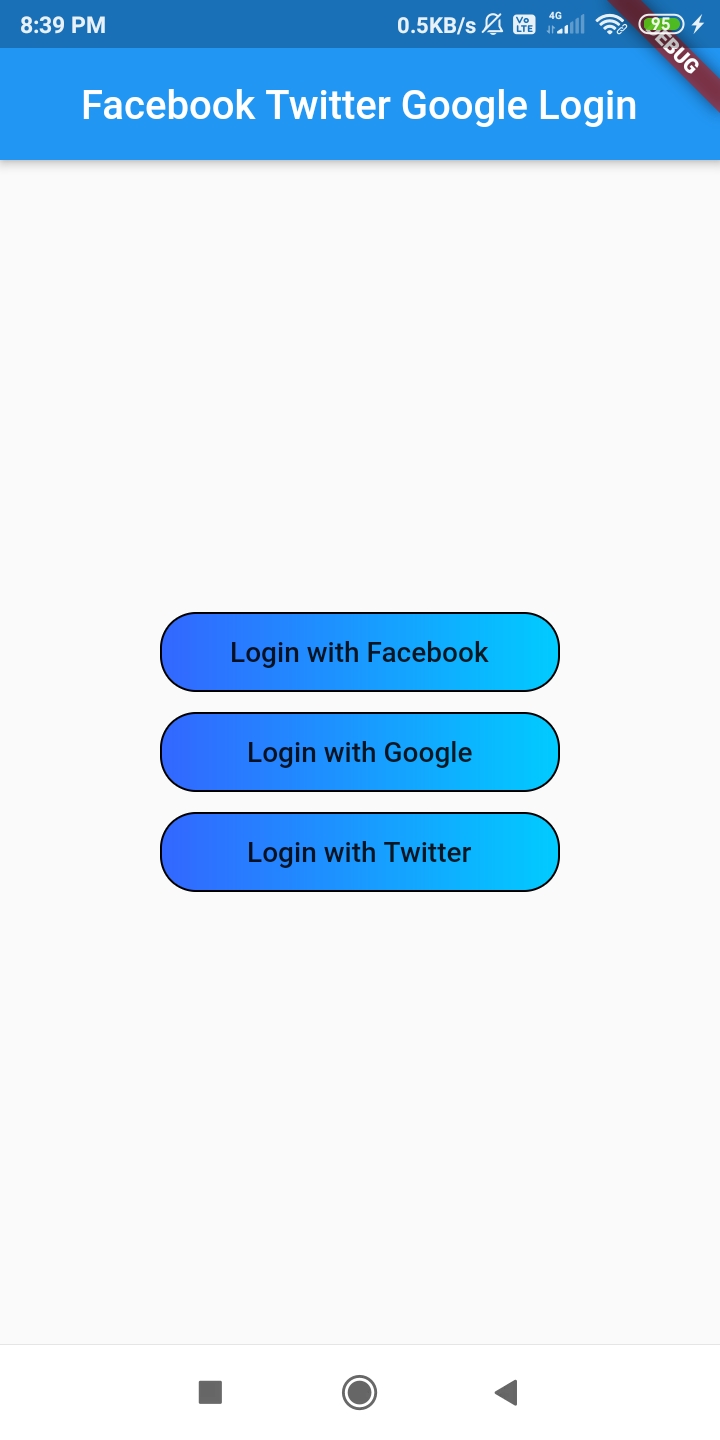 8:39 PM 0.5KB/s Vo LTE 4G 95
DEBUG
Facebook Twitter Google Login
Login with Facebook
Login with Google
Login with Twitter